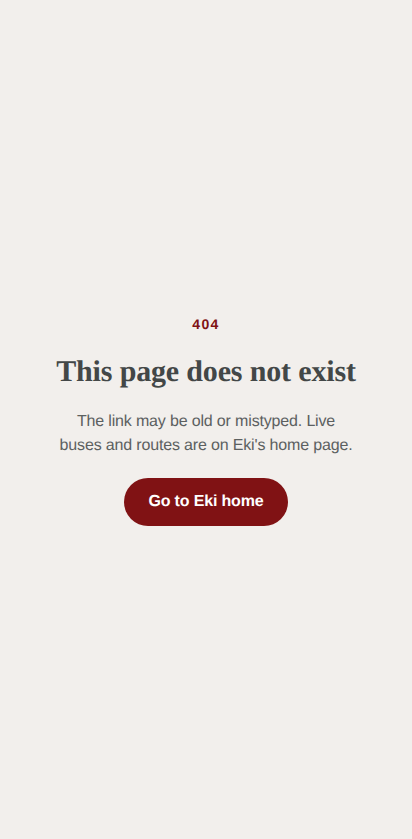 404
This page does not exist
The link may be old or mistyped. Live
buses and routes are on Eki's home page.
Go to Eki home